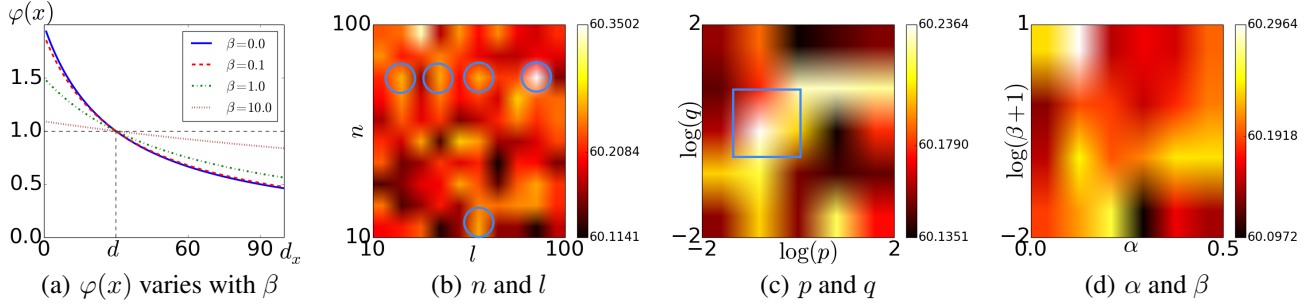 φ(x)
1.5
1.0
0.5
0.0
d
60
90
d_x
β=0.0
β=0.1
β=1.0
β=10.0
(a) φ(x) varies with β
100
n
10
10
l
100
60.3502
60.2084
60.1141
(b) n and l
2
log(q)
−2
−2
log(p)
2
60.2364
60.1790
60.1351
(c) p and q
1
log(β+1)
−2
0.0
α
0.5
60.2964
60.1918
60.0972
(d) α and β